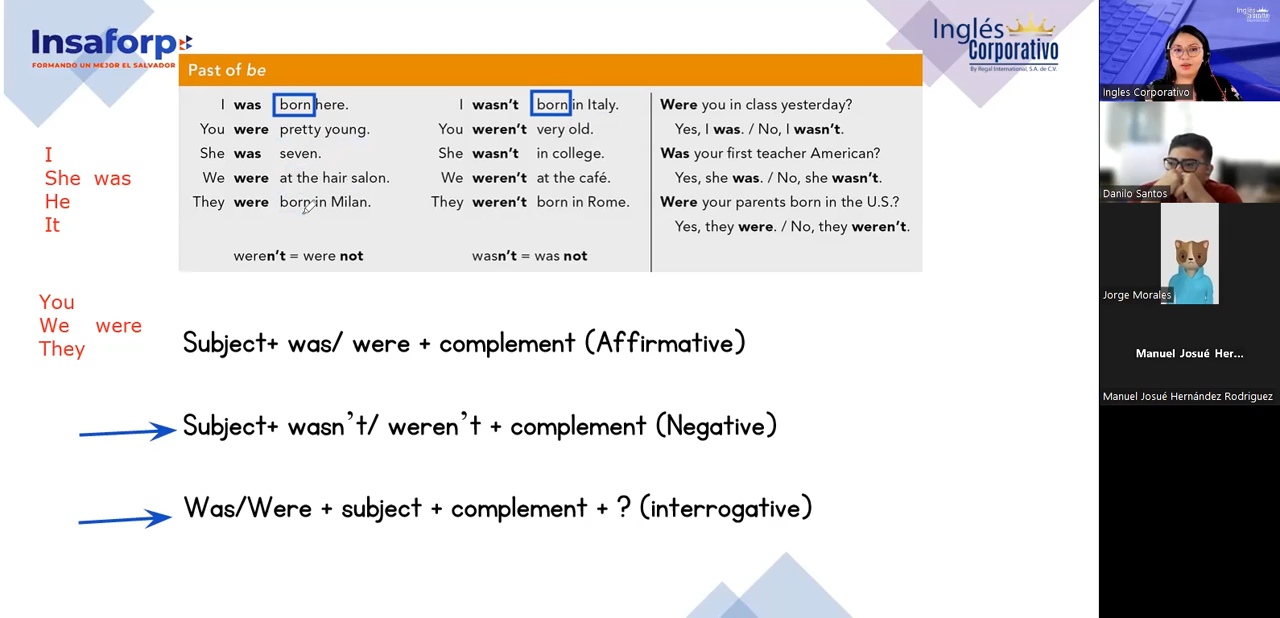 Insaforp
FORMANDO UN MEJOR EL SALVADOR
Inglés
Corporativo
By Regal International, S.A. de C.V.
Past of be
I was born here.
You were pretty young.
She was seven.
We were at the hair salon.
They were born in Milan.
weren't = were not
I wasn't born in Italy.
You weren't very old.
She wasn't in college.
We weren't at the café.
They weren't born in Rome.
wasn't = was not
Were you in class yesterday?
Yes, I was. / No, I wasn't.
Was your first teacher American?
Yes, she was. / No, she wasn't.
Were your parents born in the U.S.?
Yes, they were. / No, they weren't.
I
She was
He
It
You
We were
They
Subject+ was/ were + complement (Affirmative)
Subject+ wasn't/ weren't + complement (Negative)
Was/Were + subject + complement + ? (interrogative)
Inglés
Ingles Corporativo
Danilo Santos
Jorge Morales
Manuel Josué Her...
Manuel Josué Hernández Rodriguez